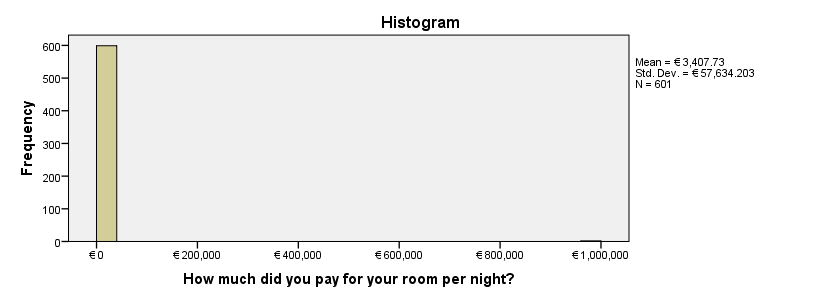 Histogram
Mean = €3,407.73
Std. Dev. = €57,634.203
N = 601
Frequency
600
500
400
300
200
100
0
€0 €200,000 €400,000 €600,000 €800,000 €1,000,000
How much did you pay for your room per night?